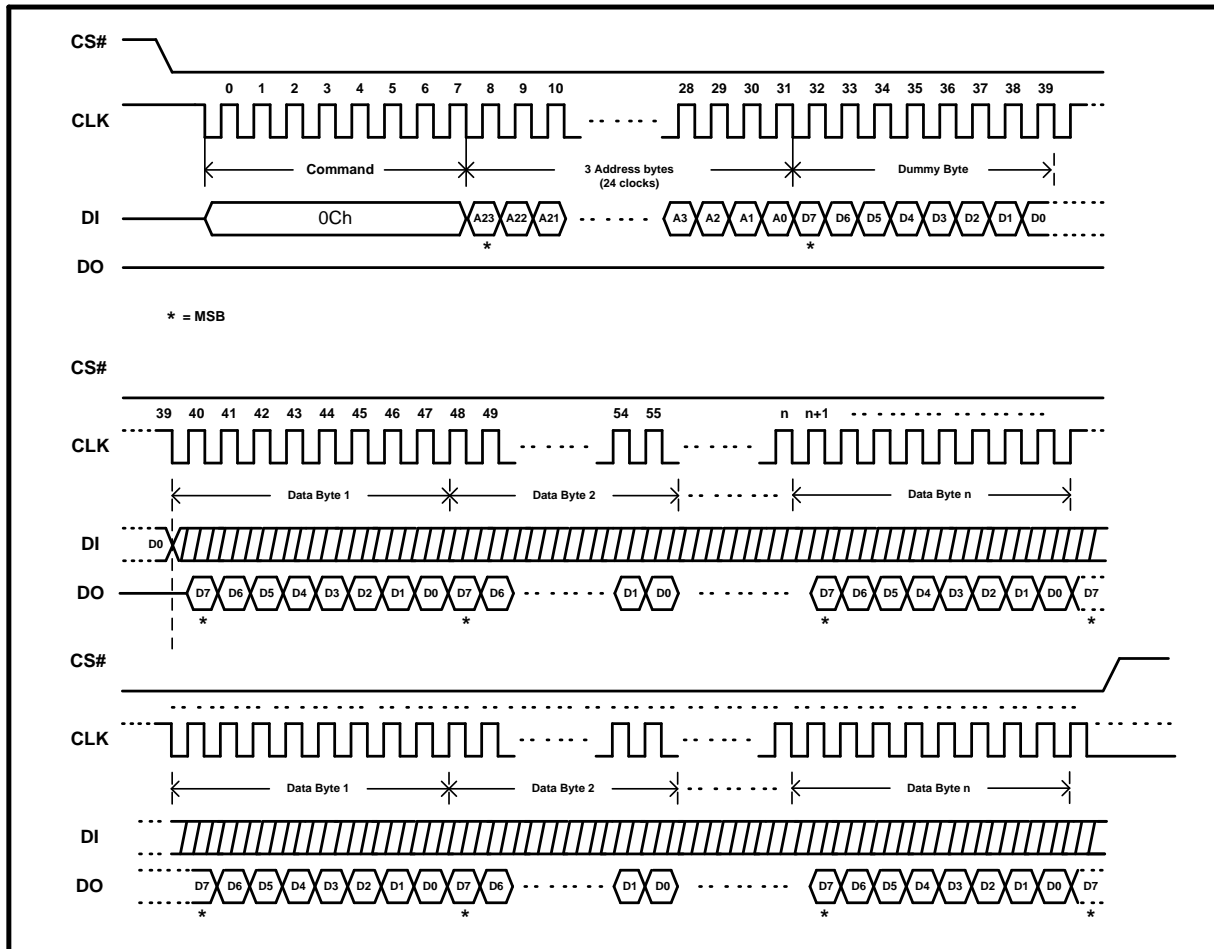 CS#
0 1 2 3 4 5 6 7 8 9 10 28 29 30 31 32 33 34 35 36 37 38 39
CLK
Command 3 Address bytes (24 clocks) Dummy Byte
DI 0Ch A23 A22 A21 A3 A2 A1 A0 D7 D6 D5 D4 D3 D2 D1 D0
* *
DO
* = MSB
CS#
39 40 41 42 43 44 45 46 47 48 49 54 55 n n+1
CLK
Data Byte 1 Data Byte 2 Data Byte n
DI D0
DO D7 D6 D5 D4 D3 D2 D1 D0 D7 D6 D1 D0 D7 D6 D5 D4 D3 D2 D1 D0 D7
* * * *
CS#
CLK
Data Byte 1 Data Byte 2 Data Byte n
DI
DO D7 D6 D5 D4 D3 D2 D1 D0 D7 D6 D1 D0 D7 D6 D5 D4 D3 D2 D1 D0 D7
* * * *